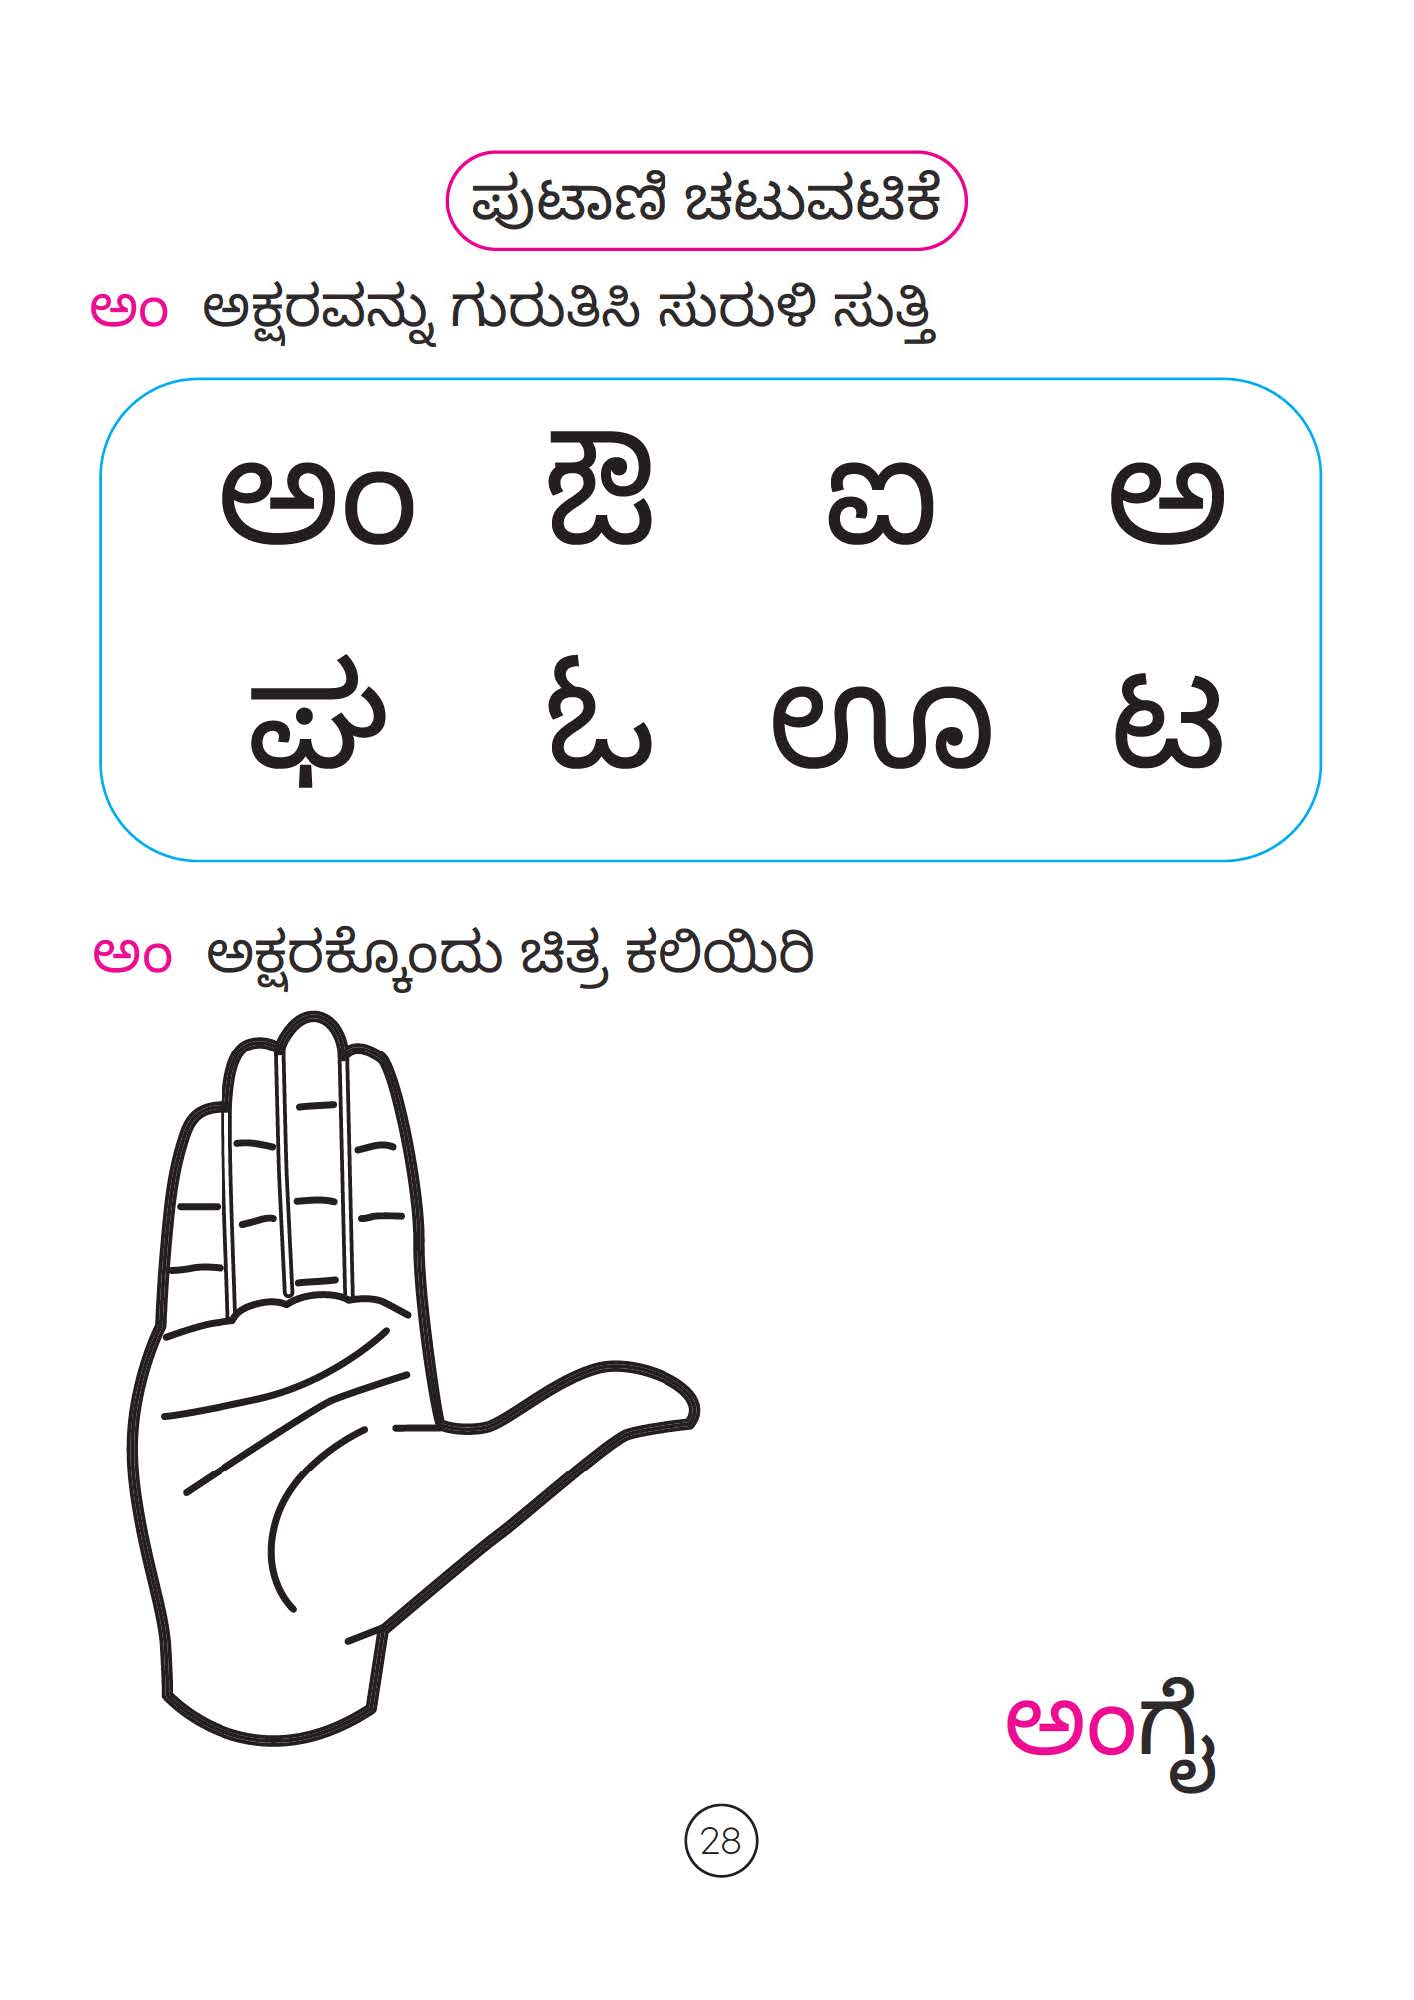 ಪುಟಾಣಿ ಚಟುವಟಿಕೆ
ಅಂ ಅಕ್ಷರವನ್ನು ಗುರುತಿಸಿ ಸುರುಳಿ ಸುತ್ತಿ
ಅಂ ಔ ಐ ಅ
ಘ ಓ ಊ ಟ
ಅಂ ಅಕ್ಷರಕ್ಕೊಂದು ಚಿತ್ರ ಕಲಿಯಿರಿ
ಅಂಗೈ
28